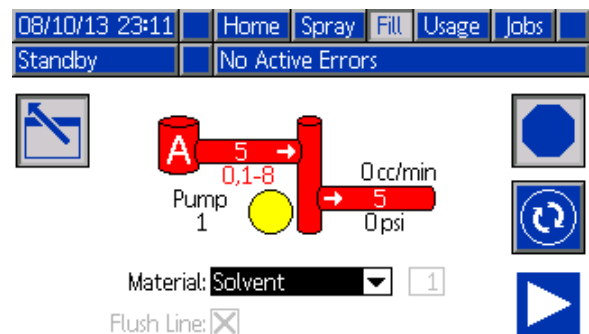 08/10/13 23:11 Home Spray Fill Usage Jobs
Standby No Active Errors
A 5
0,1-8 0 cc/min
Pump 5
1 0 psi
Material: Solvent 1
Flush Line: